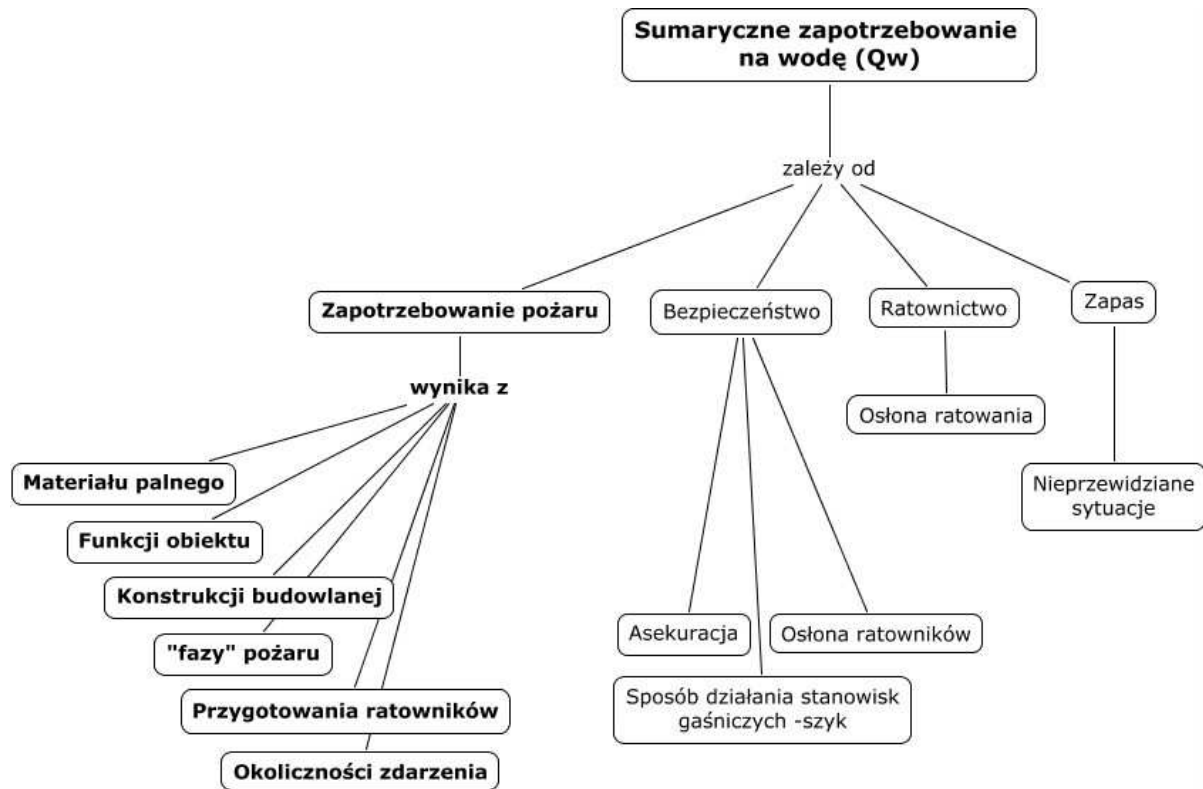 Sumaryczne zapotrzebowanie
na wodę (Qw)
zależy od
Zapotrzebowanie pożaru
Bezpieczeństwo
Ratownictwo
Zapas
wynika z
Osłona ratowania
Materiału palnego
Nieprzewidziane
sytuacje
Funkcji obiektu
Konstrukcji budowlanej
"fazy" pożaru
Asekuracja
Osłona ratowników
Sposób działania stanowisk
gaśniczych -szyk
Przygotowania ratowników
Okoliczności zdarzenia